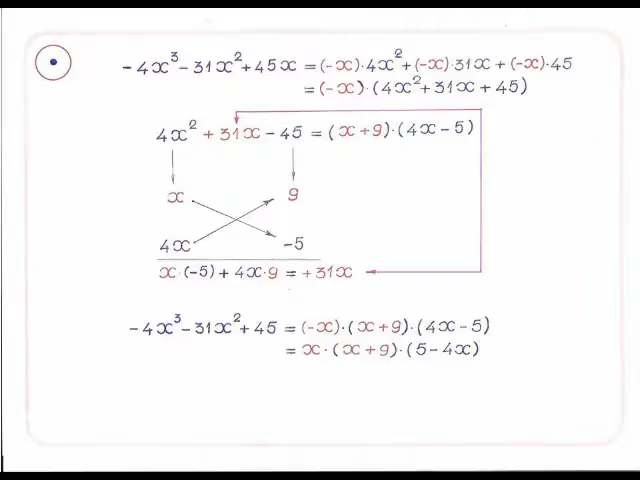 -4x³-31x²+45x = (-x)·4x²+(-x)·31x+(-x)·45
= (-x)·(4x²+31x+45)
4x²+31x-45 = (x+9)·(4x-5)
x 9
4x -5
x·(-5)+4x·9 = +31x
-4x³-31x²+45 = (-x)·(x+9)·(4x-5)
= x·(x+9)·(5-4x)